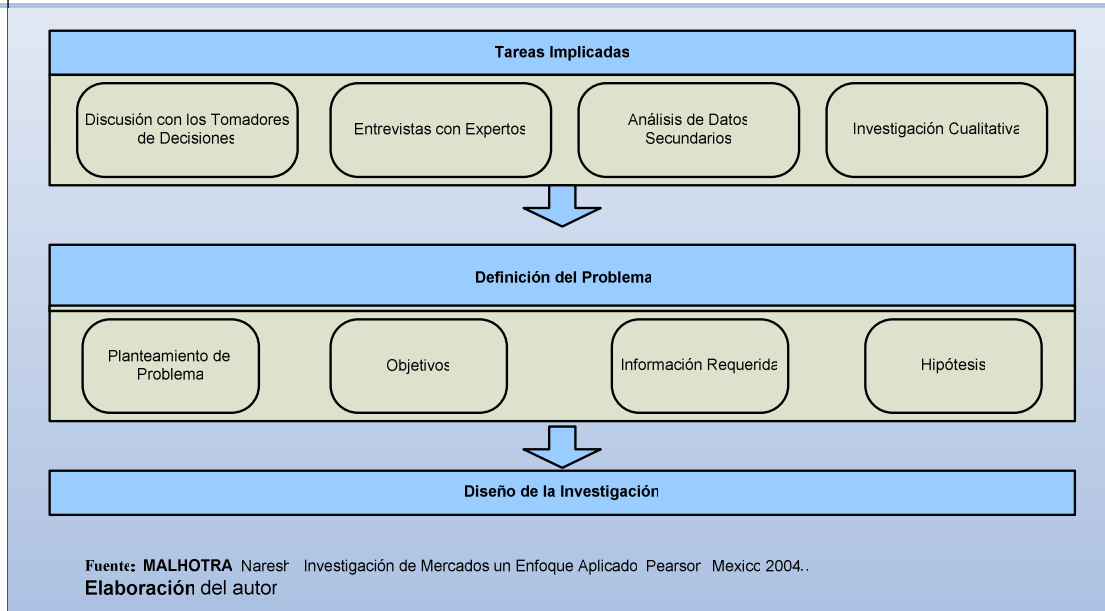 Tareas Implicadas
Discusión con los Tomadores
de Decisiones
Entrevistas con Expertos
Análisis de Datos
Secundarios
Investigación Cualitativa
Definición del Problema
Planteamiento de
Problema
Objetivos
Información Requerida
Hipótesis
Diseño de la Investigación
Fuente: MALHOTRA Naresh Investigación de Mercados un Enfoque Aplicado Pearson Mexico 2004..
Elaboración del autor